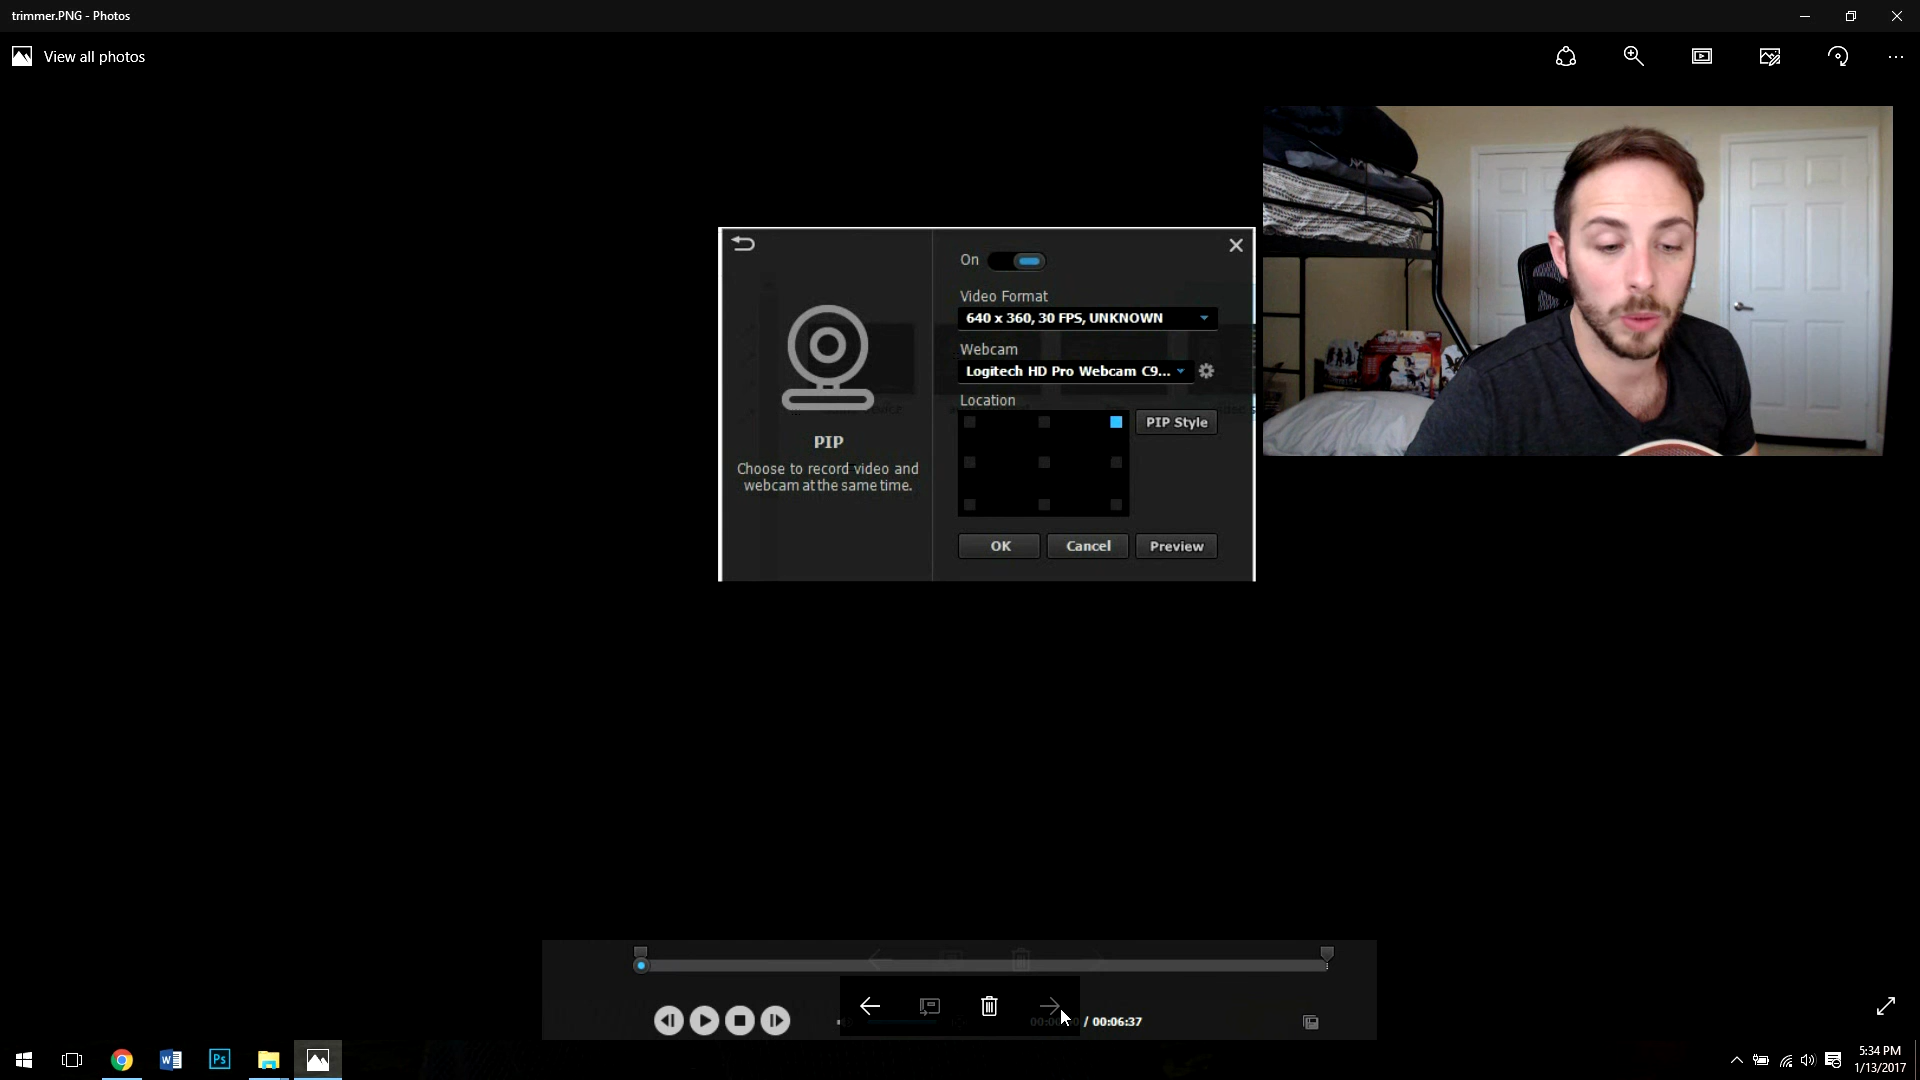 trimmer.PNG - Photos
View all photos
On
Video Format
640 x 360, 30 FPS, UNKNOWN
Webcam
Logitech HD Pro Webcam C9...
Location
PIP Style
PIP
Choose to record video and
webcam at the same time.
OK
Cancel
Preview
/ 00:06:37
Ps
5:34 PM
1/13/2017